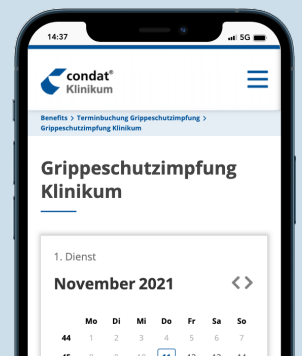 14:37
5G
condat®
Klinikum
Benefits > Terminbuchung Grippeschutzimpfung >
Grippeschutzimpfung Klinikum
Grippeschutzimpfung
Klinikum
1. Dienst
November 2021
Mo Di Mi Do Fr Sa So
44 1 2 3 4 5 6 7